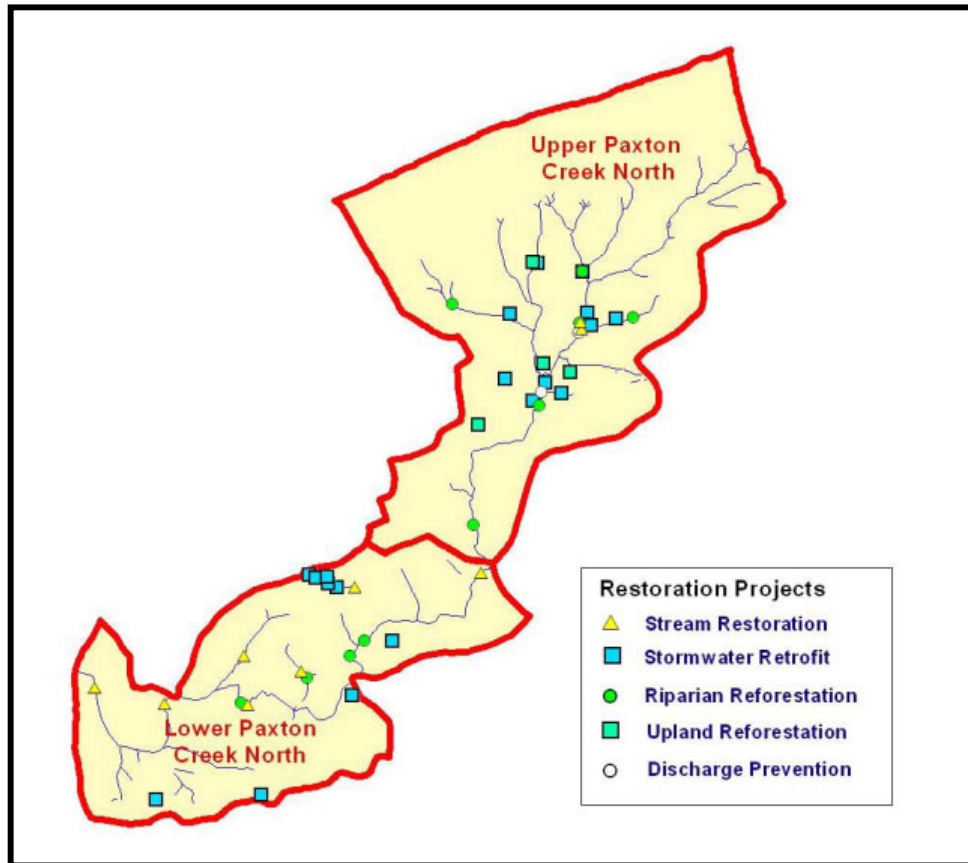 Upper Paxton
Creek North
Lower Paxton
Creek North
Restoration Projects
Stream Restoration
Stormwater Retrofit
Riparian Reforestation
Upland Reforestation
Discharge Prevention